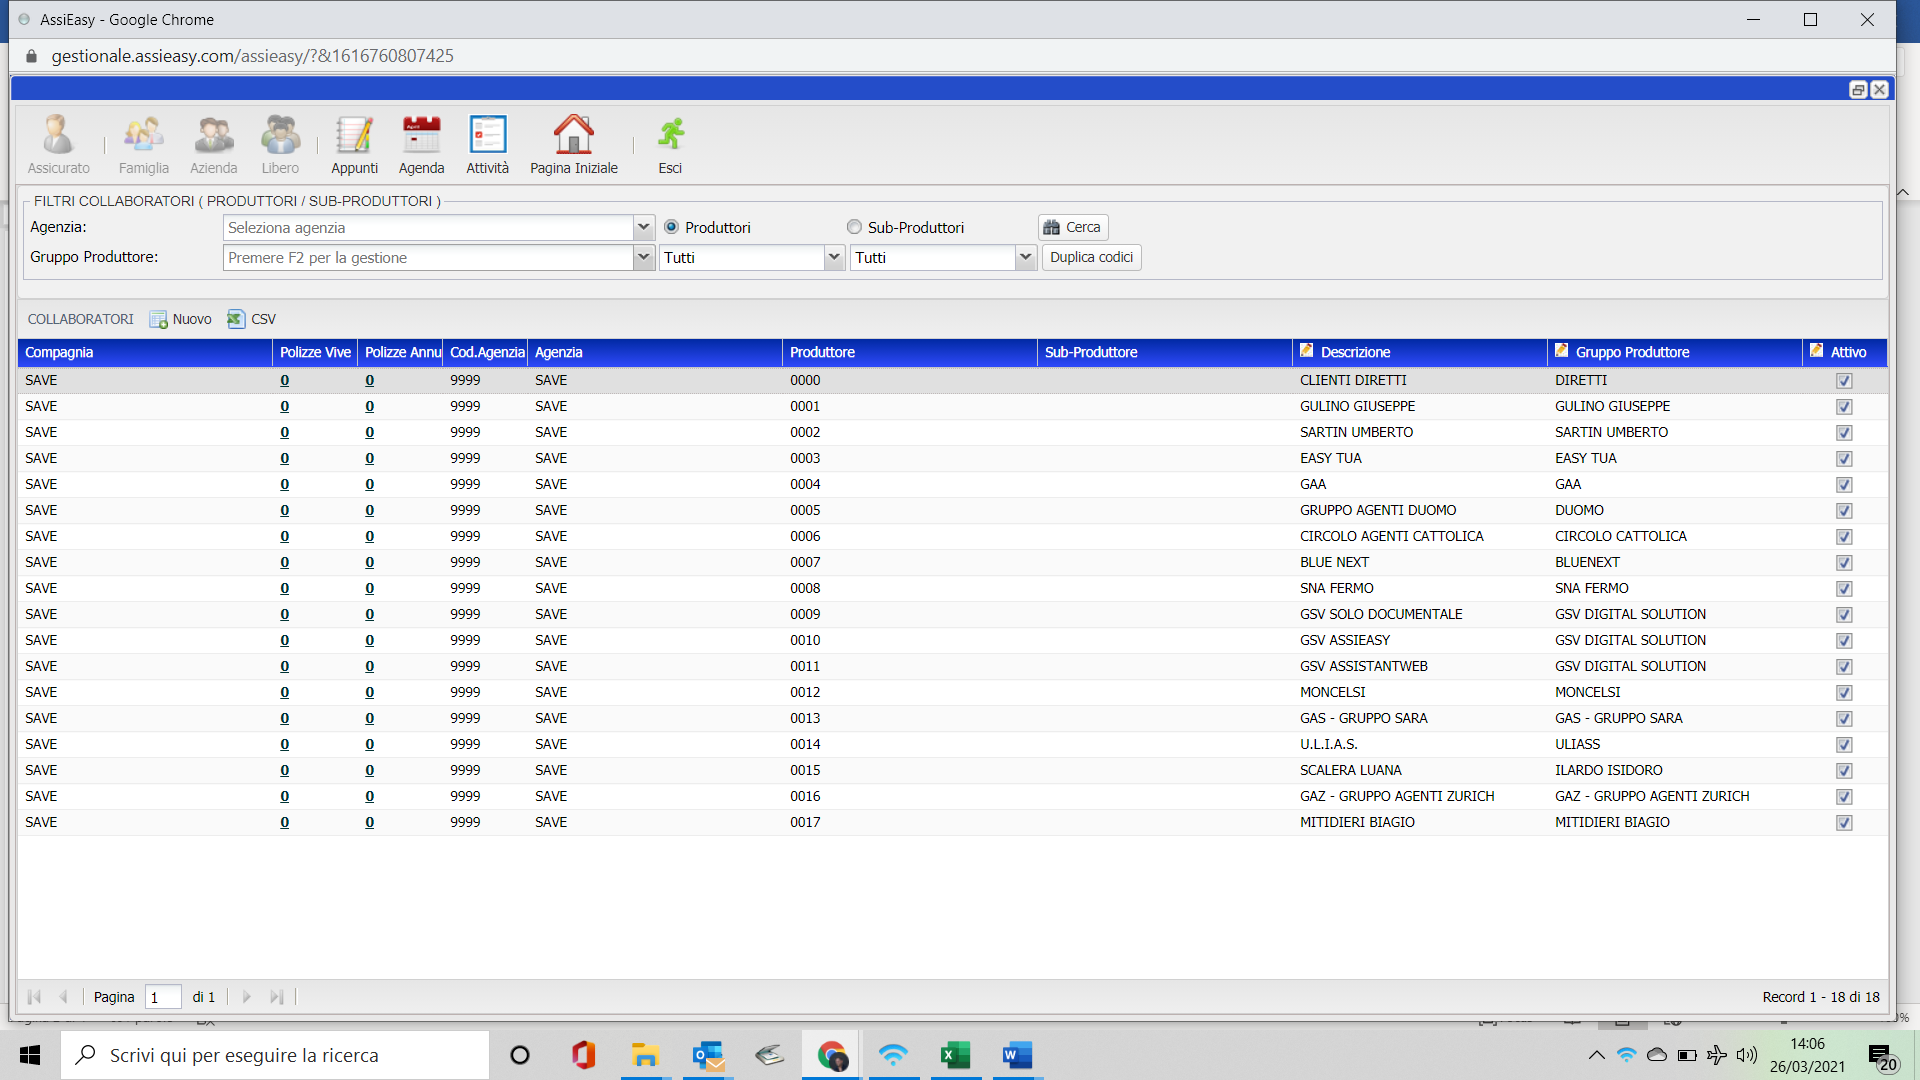 AssiEasy - Google Chrome
gestionale.assieasy.com/assieasy/?&1616760807425
Assicurato Famiglia Azienda Libero Appunti Agenda Attività Pagina Iniziale Esci
FILTRI COLLABORATORI ( PRODUTTORI / SUB-PRODUTTORI )
Agenzia: Seleziona agenzia Produttori Sub-Produttori Cerca
Gruppo Produttore: Premere F2 per la gestione Tutti Tutti Duplica codici
COLLABORATORI Nuovo CSV
Compagnia Polizze Vive Polizze Annu Cod.Agenzia Agenzia Produttore Sub-Produttore Descrizione Gruppo Produttore Attivo
SAVE 0 0 9999 SAVE 0000 CLIENTI DIRETTI DIRETTI
SAVE 0 0 9999 SAVE 0001 GULINO GIUSEPPE GULINO GIUSEPPE
SAVE 0 0 9999 SAVE 0002 SARTIN UMBERTO SARTIN UMBERTO
SAVE 0 0 9999 SAVE 0003 EASY TUA EASY TUA
SAVE 0 0 9999 SAVE 0004 GAA GAA
SAVE 0 0 9999 SAVE 0005 GRUPPO AGENTI DUOMO DUOMO
SAVE 0 0 9999 SAVE 0006 CIRCOLO AGENTI CATTOLICA CIRCOLO CATTOLICA
SAVE 0 0 9999 SAVE 0007 BLUE NEXT BLUENEXT
SAVE 0 0 9999 SAVE 0008 SNA FERMO SNA FERMO
SAVE 0 0 9999 SAVE 0009 GSV SOLO DOCUMENTALE GSV DIGITAL SOLUTION
SAVE 0 0 9999 SAVE 0010 GSV ASSIEASY GSV DIGITAL SOLUTION
SAVE 0 0 9999 SAVE 0011 GSV ASSISTANTWEB GSV DIGITAL SOLUTION
SAVE 0 0 9999 SAVE 0012 MONCELSI MONCELSI
SAVE 0 0 9999 SAVE 0013 GAS - GRUPPO SARA GAS - GRUPPO SARA
SAVE 0 0 9999 SAVE 0014 U.L.I.A.S. ULIASS
SAVE 0 0 9999 SAVE 0015 SCALERA LUANA ILARDO ISIDORO
SAVE 0 0 9999 SAVE 0016 GAZ - GRUPPO AGENTI ZURICH GAZ - GRUPPO AGENTI ZURICH
SAVE 0 0 9999 SAVE 0017 MITIDIERI BIAGIO MITIDIERI BIAGIO
Pagina 1 di 1 Record 1 - 18 di 18
Scrivi qui per eseguire la ricerca
14:06
26/03/2021
20